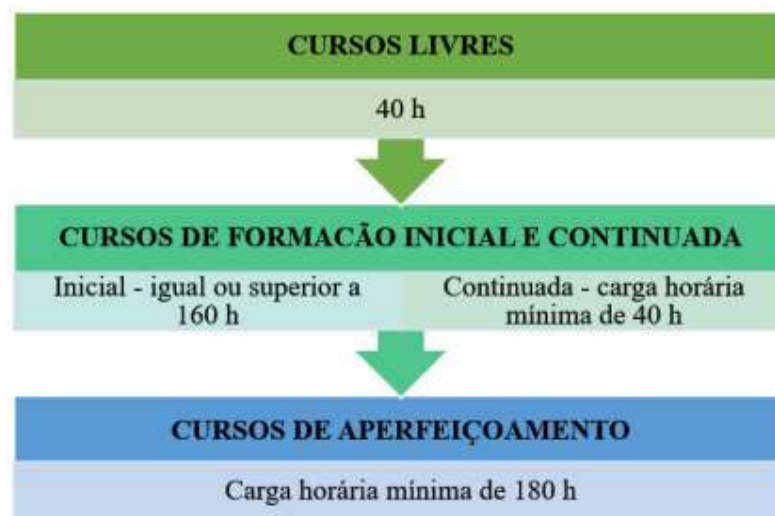 CURSOS LIVRES
40 h
CURSOS DE FORMACÃO INICIAL E CONTINUADA
Inicial - igual ou superior a
160 h
Continuada - carga horária
mínima de 40 h
CURSOS DE APERFEIÇOAMENTO
Carga horária mínima de 180 h